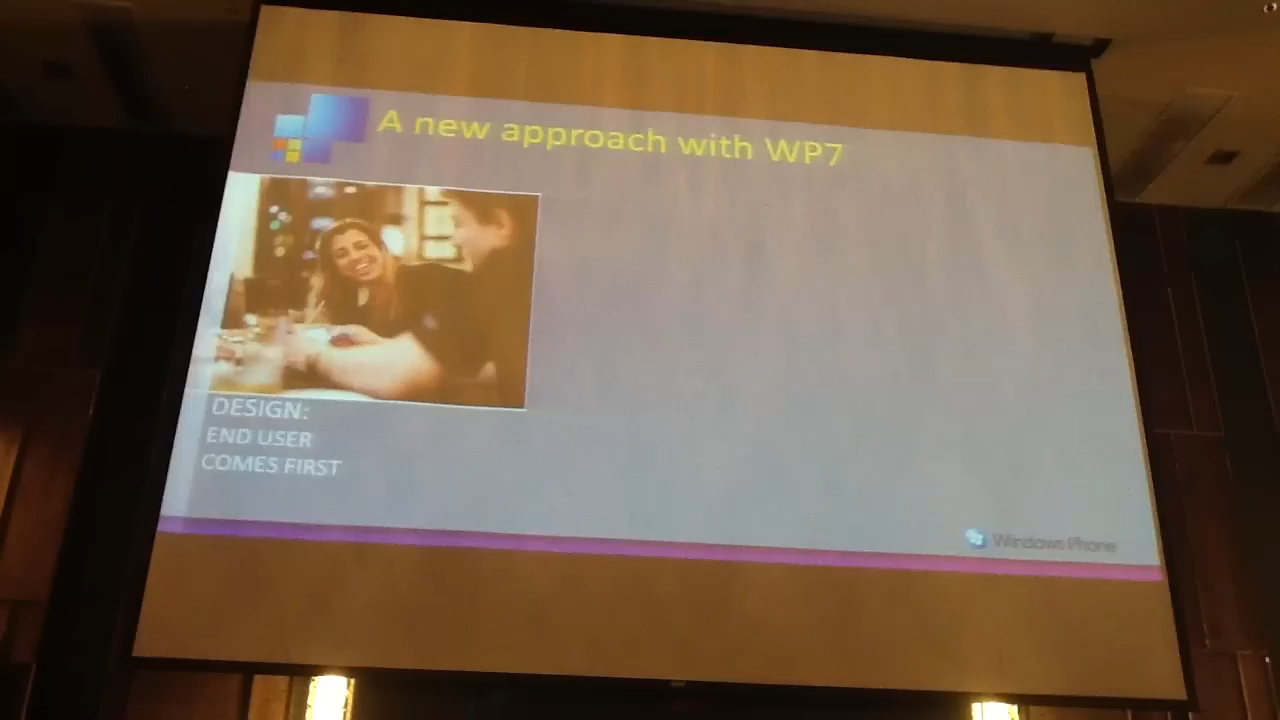 A new approach with WP7
DESIGN:
END USER
COMES FIRST
Windows Phone